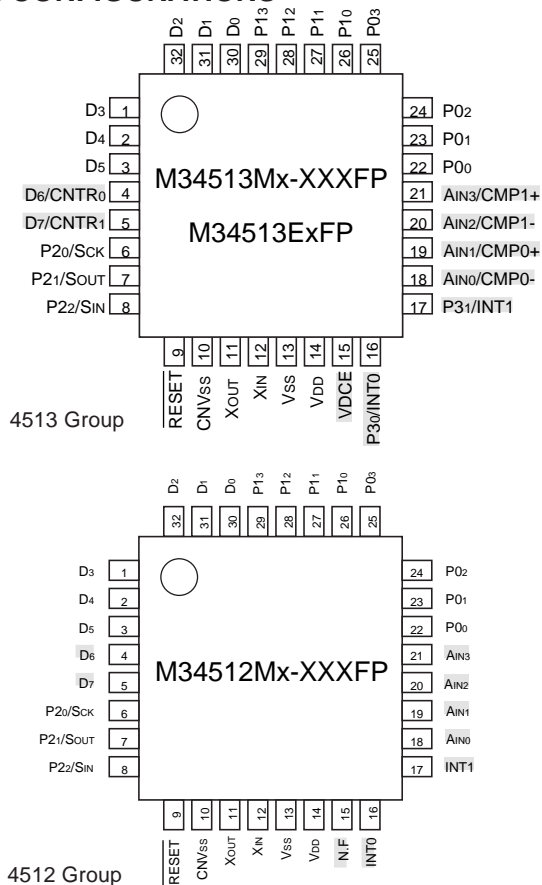 D2 D1 D0 P13 P12 P11 P10 P03
32 31 30 29 28 27 26 25
D3 1 24 P02
D4 2 23 P01
D5 3 22 P00
D6/CNTR0 4 M34513Mx-XXXFP 21 AIN3/CMP1+
D7/CNTR1 5 M34513ExFP 20 AIN2/CMP1-
P20/SCK 6 19 AIN1/CMP0+
P21/SOUT 7 18 AIN0/CMP0-
P22/SIN 8 17 P31/INT1
9 10 11 12 13 14 15 16
RESET CNVSS XOUT XIN VSS VDD VDCE P30/INT0
4513 Group
D2 D1 D0 P13 P12 P11 P10 P03
32 31 30 29 28 27 26 25
D3 1 24 P02
D4 2 23 P01
D5 3 22 P00
D6 4 M34512Mx-XXXFP 21 AIN3
D7 5 20 AIN2
P20/SCK 6 19 AIN1
P21/SOUT 7 18 AIN0
P22/SIN 8 17 INT1
9 10 11 12 13 14 15 16
RESET CNVSS XOUT XIN VSS VDD N.F INT0
4512 Group